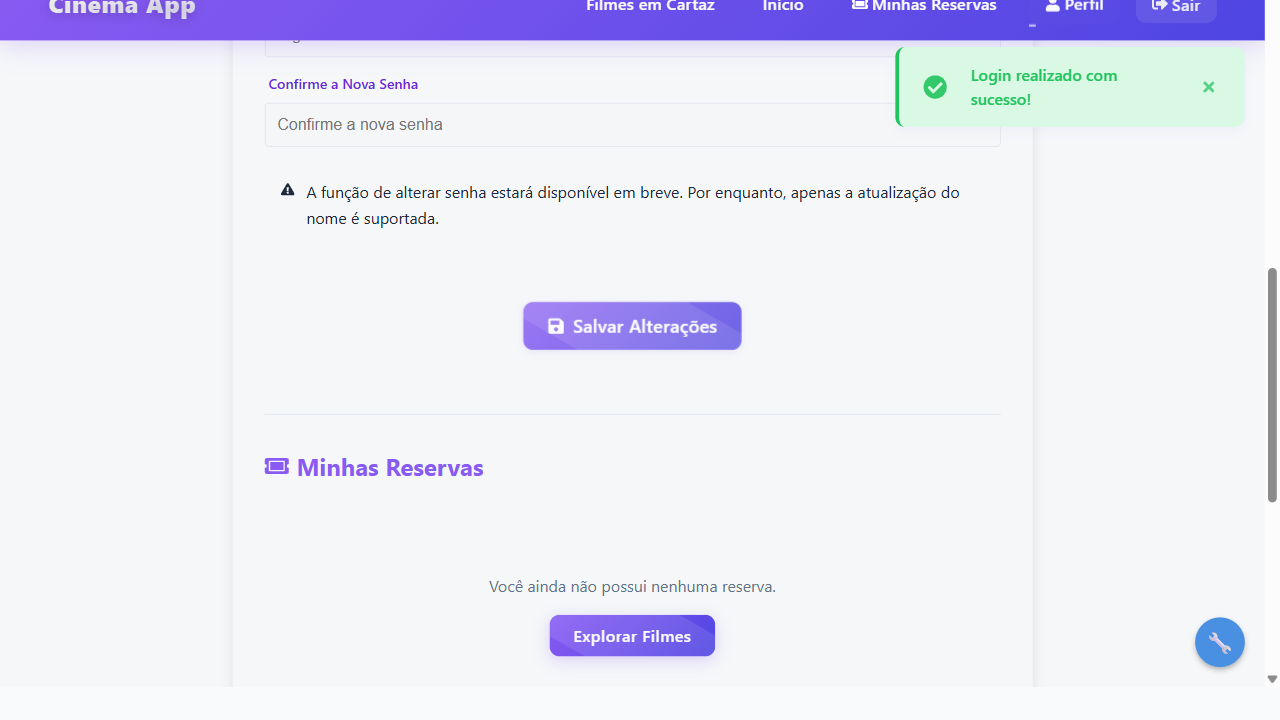 Cinema App
Filmes em Cartaz
Início
Minhas Reservas
Perfil
Sair
Login realizado com
sucesso!
Confirme a Nova Senha
Confirme a nova senha
A função de alterar senha estará disponível em breve. Por enquanto, apenas a atualização do
nome é suportada.
Salvar Alterações
Minhas Reservas
Você ainda não possui nenhuma reserva.
Explorar Filmes